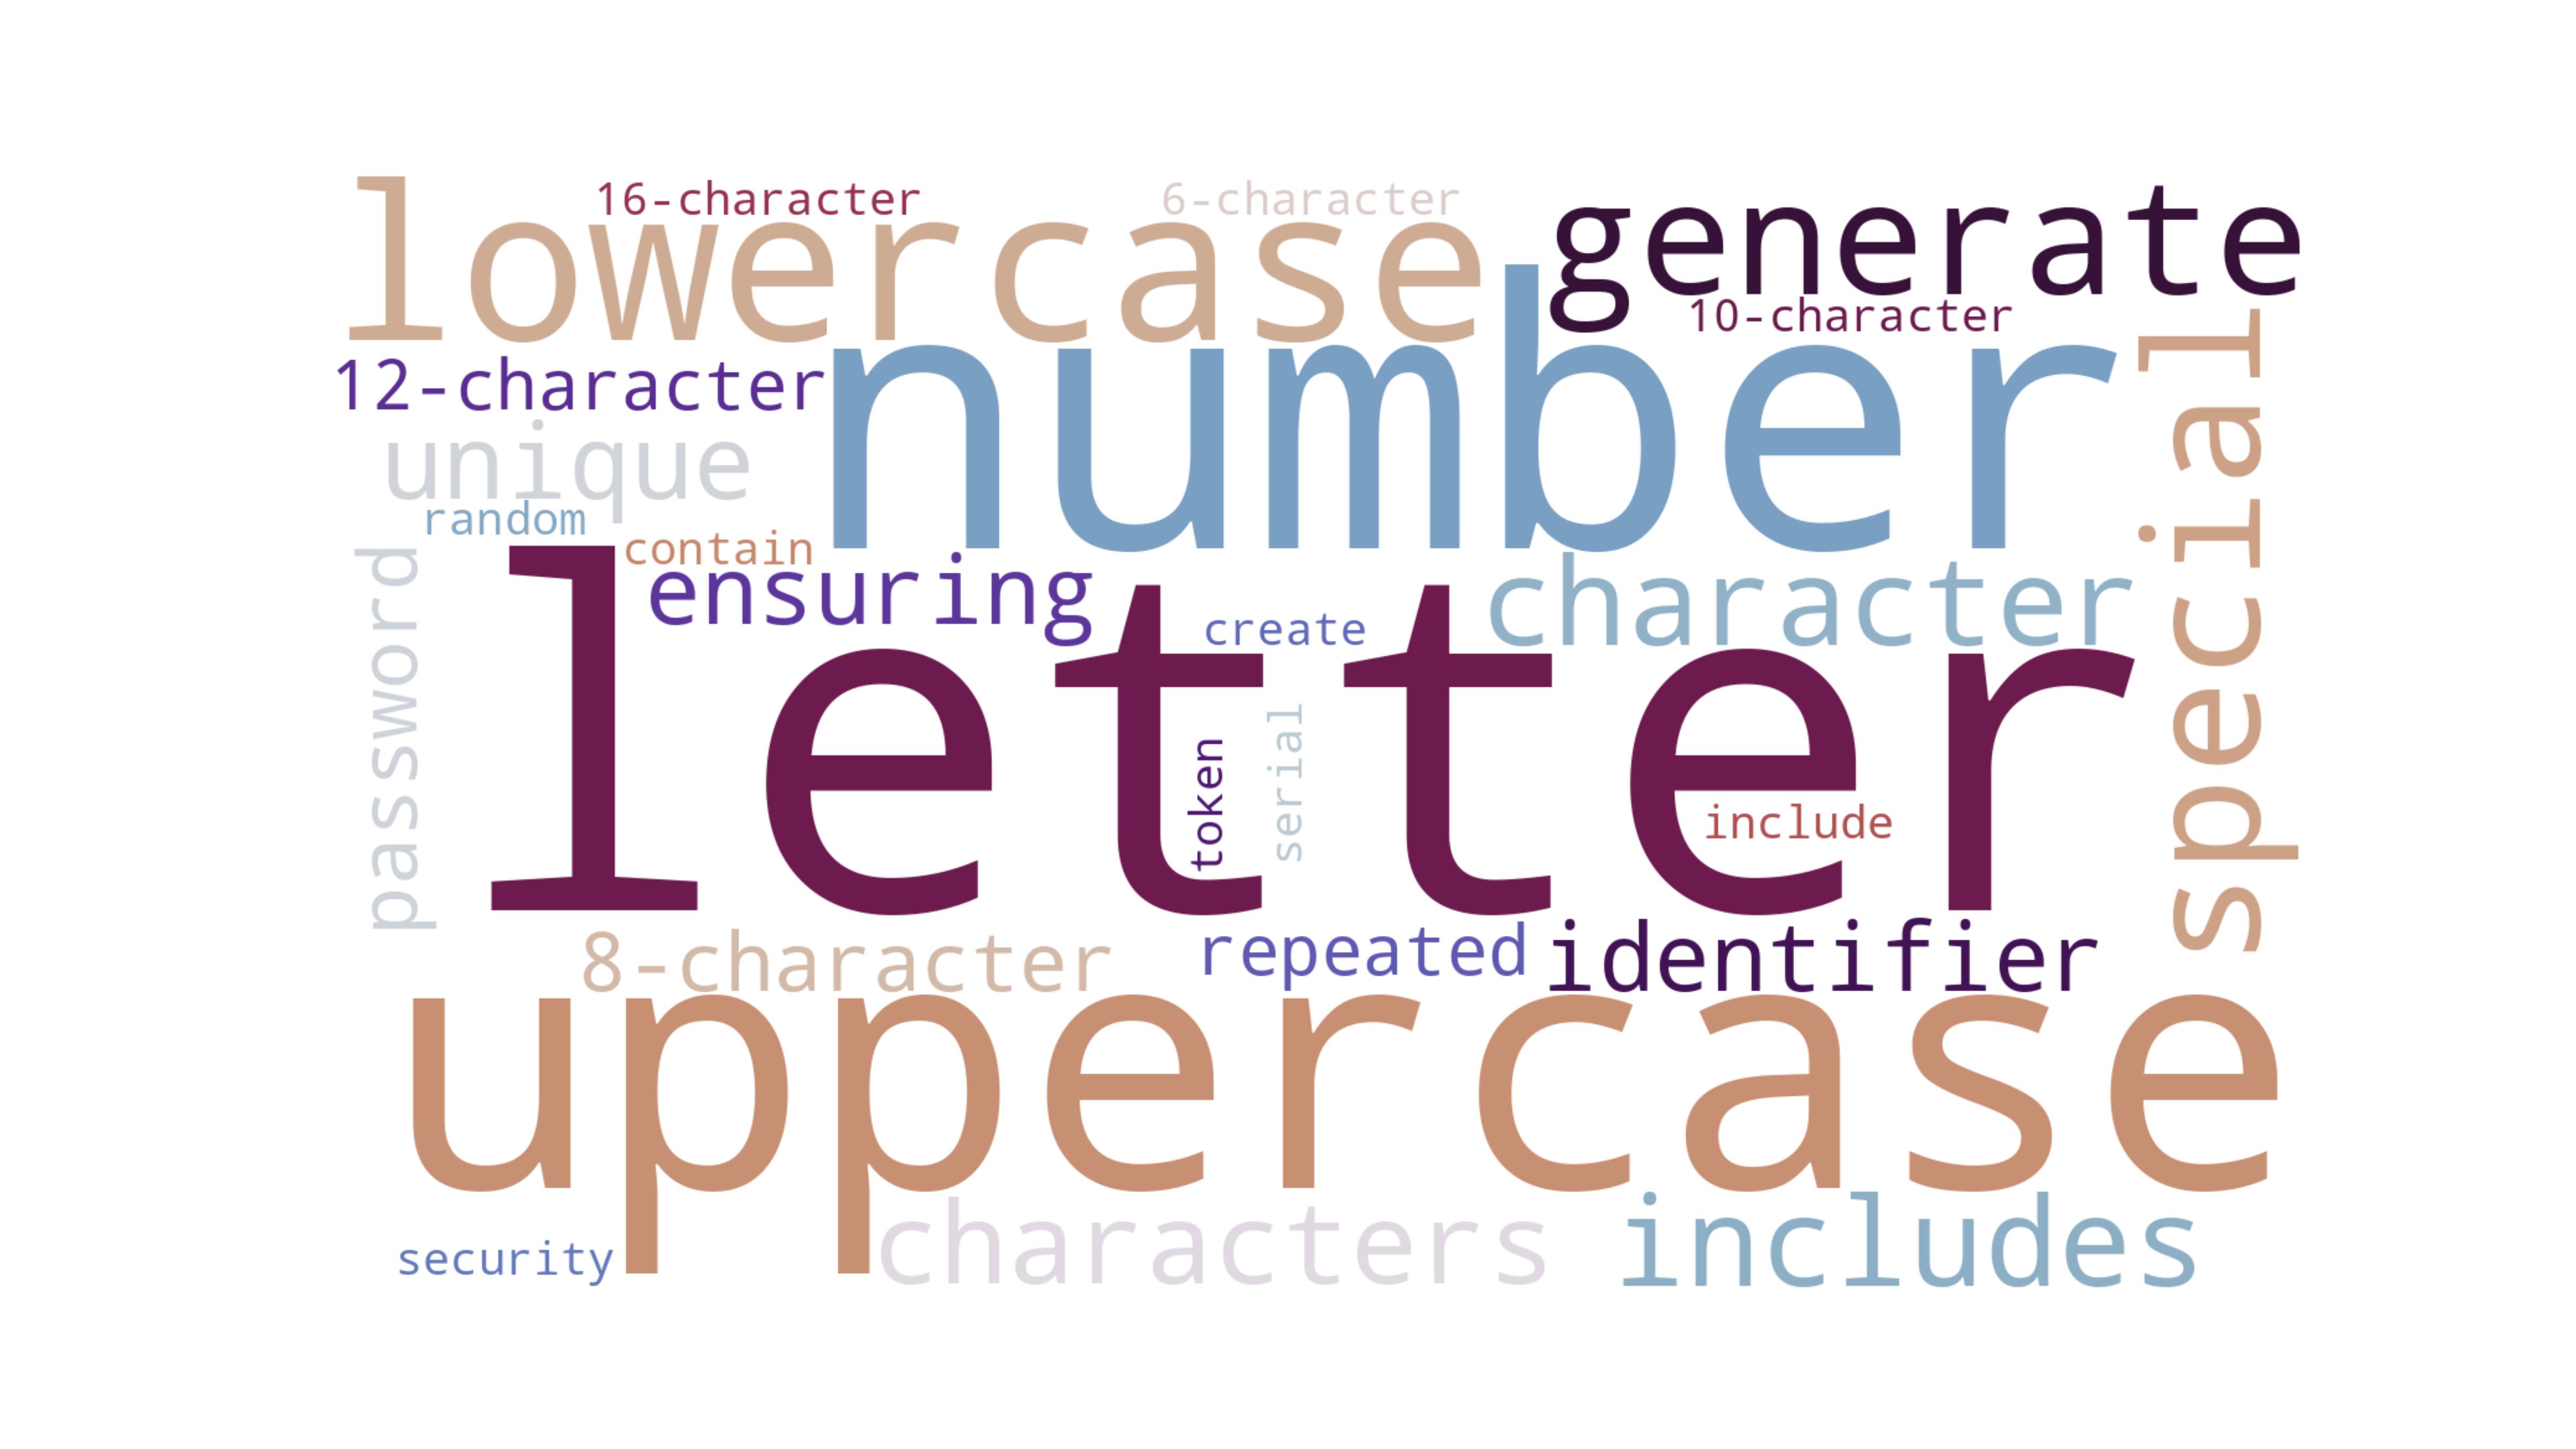 16-character
6-character
generate
lowercase
10-character
number
12-character
unique
special
random
contain
password
ensuring
character
create
letter
token
serial
include
8-character
repeated
identifier
uppercase
characters
includes
security